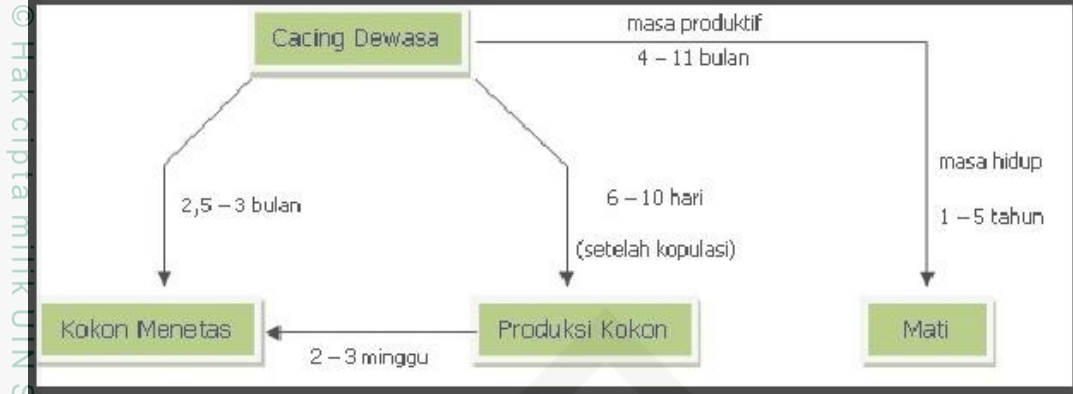 © Hak cipta milik UIN S
Cacing Dewasa
masa produktif
4 – 11 bulan
masa hidup
1 – 5 tahun
2,5 – 3 bulan
6 – 10 hari
(setelah kopulasi)
Kokon Menetas
2 – 3 minggu
Produksi Kokon
Mati